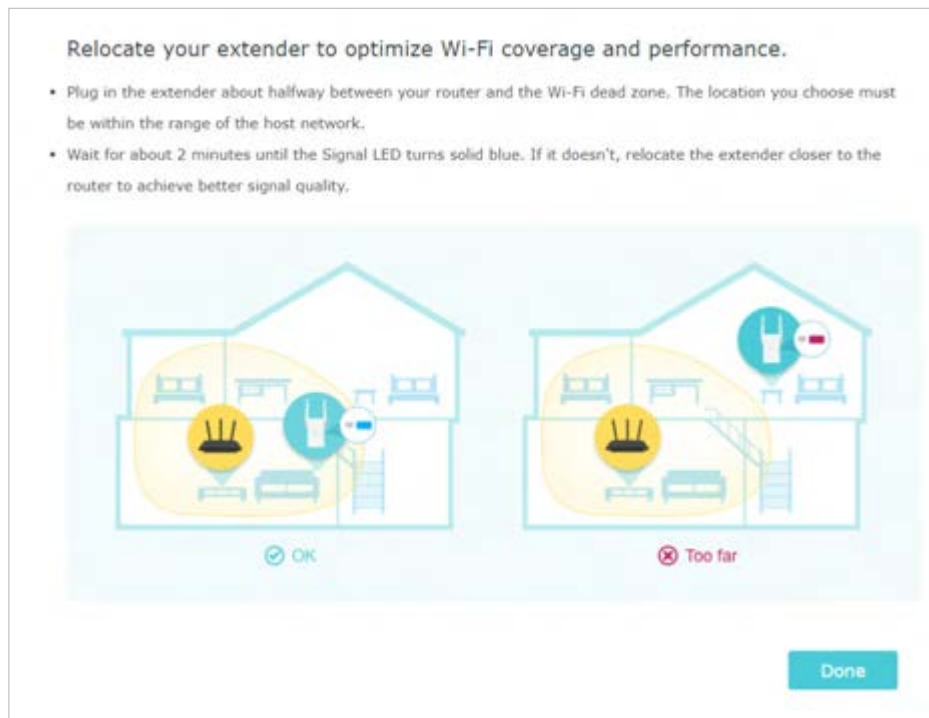 Relocate your extender to optimize Wi-Fi coverage and performance.
• Plug in the extender about halfway between your router and the Wi-Fi dead zone. The location you choose must
be within the range of the host network.
• Wait for about 2 minutes until the Signal LED turns solid blue. If it doesn't, relocate the extender closer to the
router to achieve better signal quality.
OK
Too far
Done